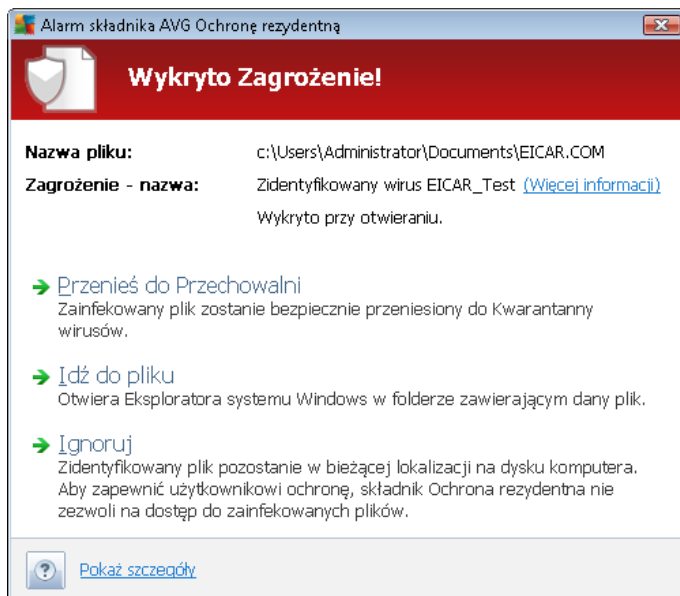 Alarm składnika AVG Ochronę rezydentną
Wykryto Zagrożenie!
Nazwa pliku: c:\Users\Administrator\Documents\EICAR.COM
Zagrożenie - nazwa: Zidentyfikowany wirus EICAR_Test (Więcej informacji)
Wykryto przy otwieraniu.
Przenieś do Przechowalni
Zainfekowany plik zostanie bezpiecznie przeniesiony do Kwarantanny
wirusów.
Idź do pliku
Otwiera Eksploratora systemu Windows w folderze zawierającym dany plik.
Ignoruj
Zidentyfikowany plik pozostanie w bieżącej lokalizacji na dysku komputera.
Aby zapewnić użytkownikowi ochronę, składnik Ochrona rezydentna nie
zezwoli na dostęp do zainfekowanych plików.
? Pokaż szczegóły